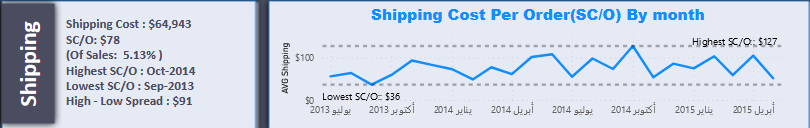 Shipping
Shipping Cost : $64,943
SC/O: $78
(Of Sales:  5.13% )
Highest SC/O : Oct-2014
Lowest SC/O : Sep-2013
High - Low Spread : $91
Shipping Cost Per Order(SC/O) By month
AVG Shipping
$100
$0
Highest SC/O:: $127
Lowest SC/O:: $36
يوليو 2013
أكتوبر 2013
يناير 2014
أبريل 2014
يوليو 2014
أكتوبر 2014
يناير 2015
أبريل 2015